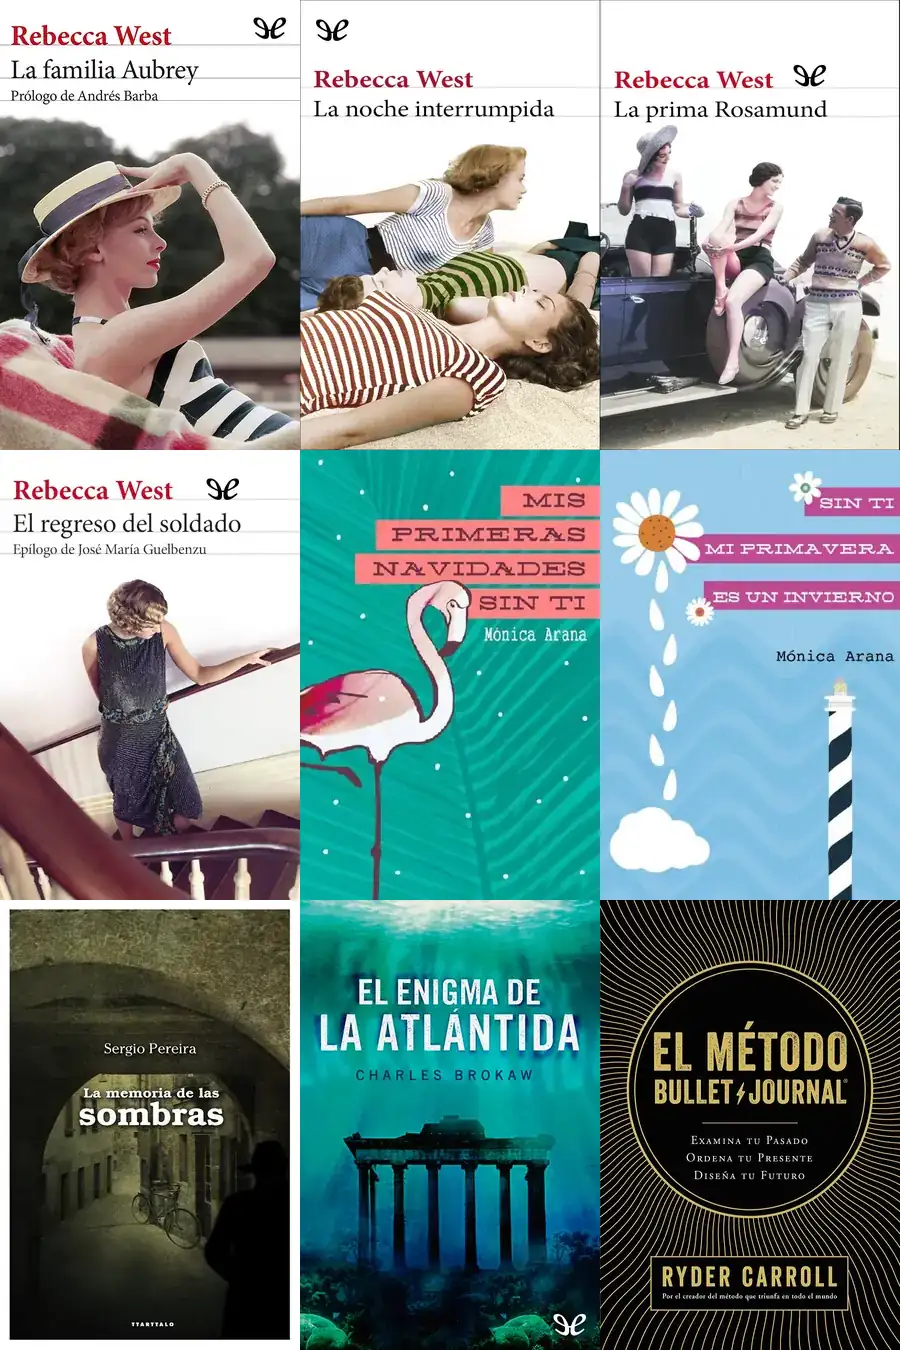 Rebecca West
La familia Aubrey
Prólogo de Andrés Barba
Rebecca West
La noche interrumpida
Rebecca West
La prima Rosamund
Rebecca West
El regreso del soldado
Epílogo de José María Guelbenzu
MIS
PRIMERAS
NAVIDADES
SIN TI
Mónica Arana
SIN TI
MI PRIMAVERA
ES UN INVIERNO
Mónica Arana
Sergio Pereira
La memoria de las
sombras
TTARTTALO
EL ENIGMA DE
LA ATLÁNTIDA
CHARLES BROKAW
EL MÉTODO
BULLET JOURNAL®
EXAMINA TU PASADO
ORDENA TU PRESENTE
DISEÑA TU FUTURO
RYDER CARROLL
Por el creador del método que triunfa en todo el mundo